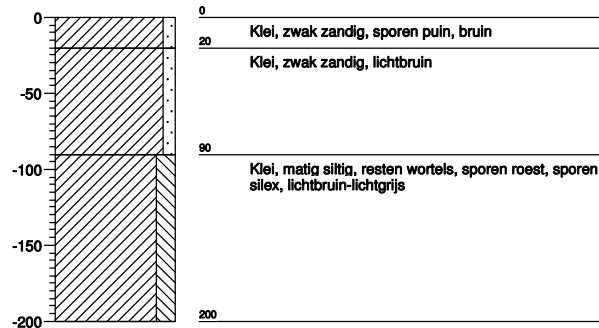 0
0
Klei, zwak zandig, sporen puin, bruin
20
Klei, zwak zandig, lichtbruin
-50
90
-100
Klei, matig siltig, resten wortels, sporen roest, sporen
silex, lichtbruin-lichtgrijs
-150
-200
200